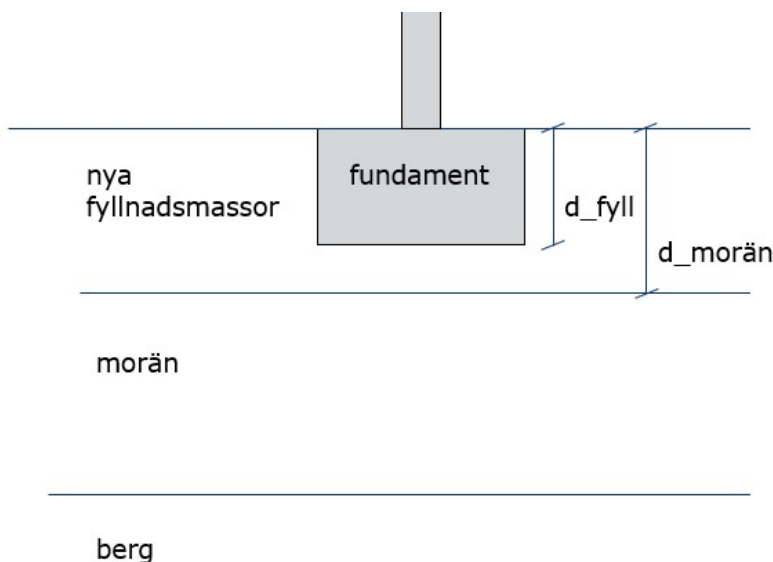 nya
fyllnadsmassor
fundament
d_fyll
d_morän
morän
berg